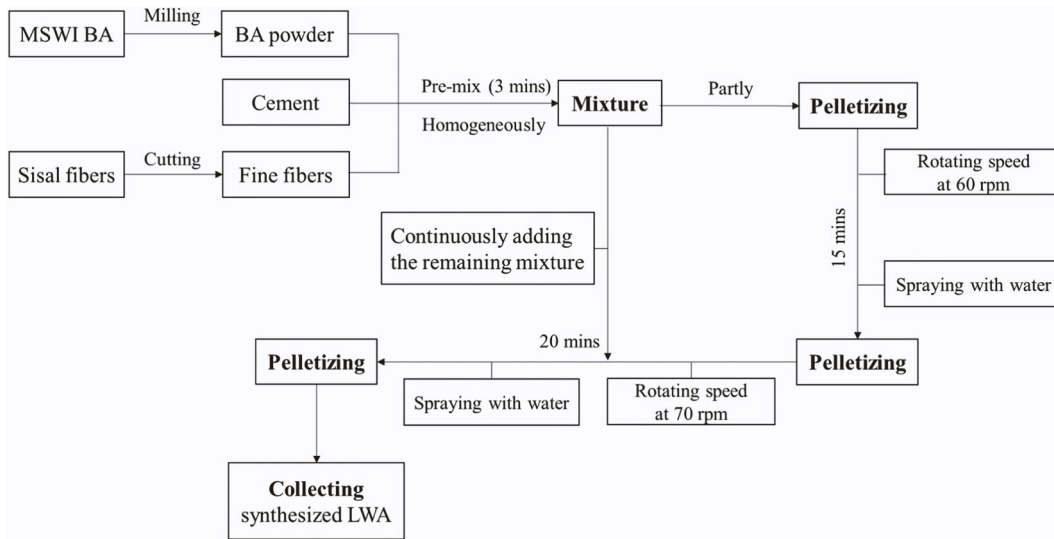 Milling
MSWI BA
BA powder
Pre-mix (3 mins)
Partly
Cement
Mixture
Pelletizing
Homogeneously
Cutting
Sisal fibers
Fine fibers
Rotating speed
at 60 rpm
Continuously adding
the remaining mixture
15 mins
Spraying with water
20 mins
Pelletizing
Pelletizing
Spraying with water
Rotating speed
at 70 rpm
Collecting
synthesized LWA